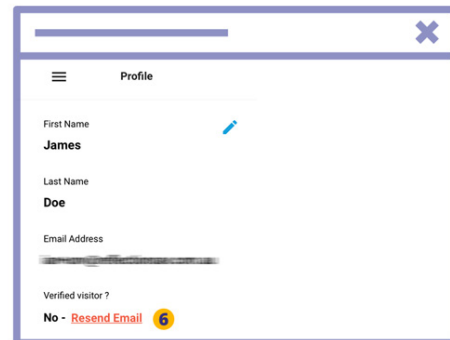 Profile
First Name
James
Last Name
Doe
Email Address
Verified visitor ?
No - Resend Email 6